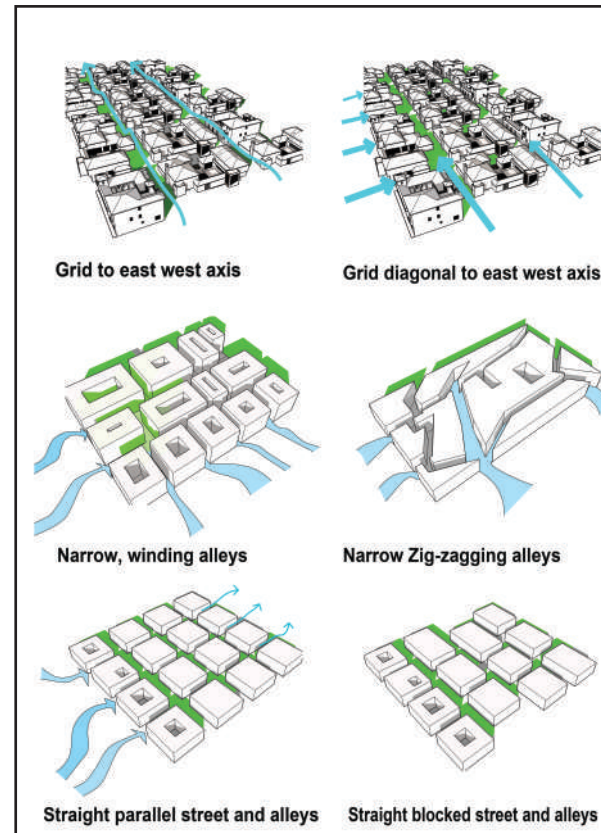 Grid to east west axis
Grid diagonal to east west axis
Narrow, winding alleys
Narrow Zig-zagging alleys
Straight parallel street and alleys
Straight blocked street and alleys